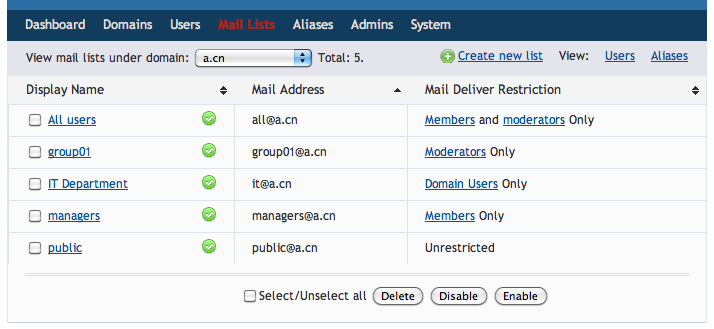 Dashboard Domains Users Mail Lists Aliases Admins System
View mail lists under domain: a.cn Total: 5. Create new list View: Users Aliases
Display Name Mail Address Mail Deliver Restriction
All users all@a.cn Members and moderators Only
group01 group01@a.cn Moderators Only
IT Department it@a.cn Domain Users Only
managers managers@a.cn Members Only
public public@a.cn Unrestricted
Select/Unselect all Delete Disable Enable